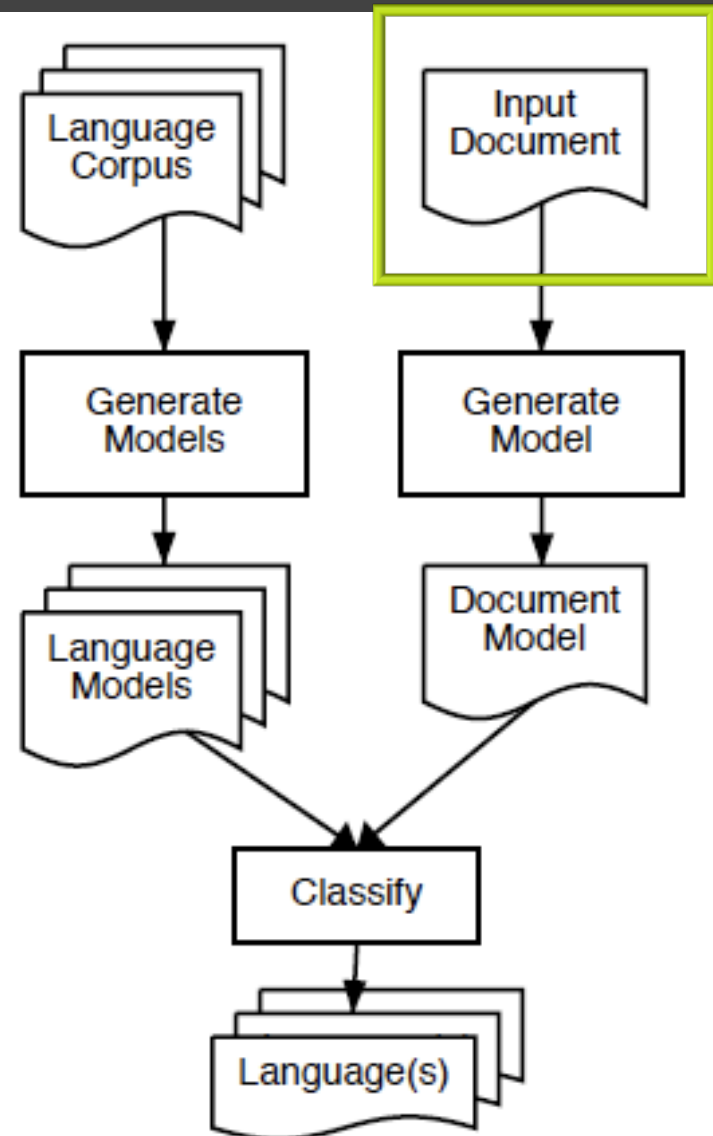 Language
Corpus
Input
Document
Generate
Models
Generate
Model
Language
Models
Document
Model
Classify
Language(s)